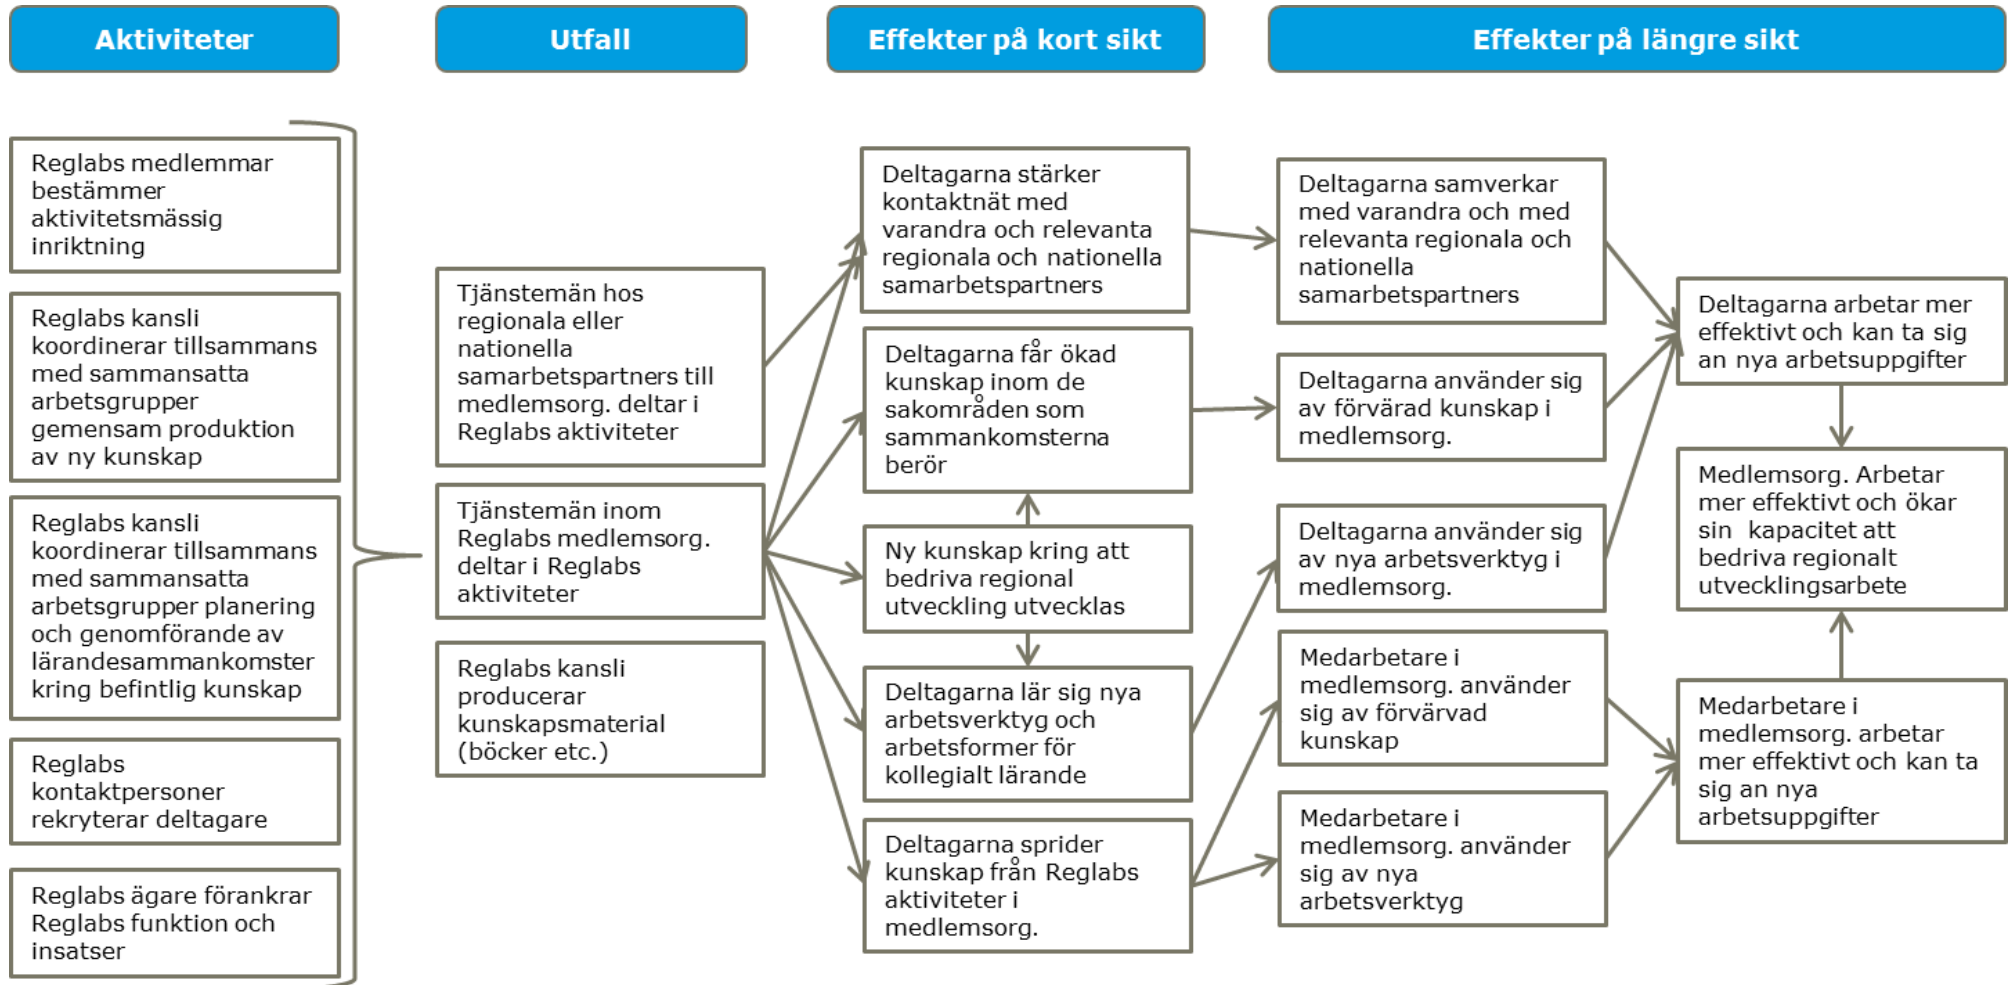 Aktiviteter
Utfall
Effekter på kort sikt
Effekter på längre sikt
Reglabs medlemmar
bestämmer
aktivitetsmässig
inriktning
Reglabs kansli
koordinerar tillsammans
med sammansatta
arbetsgrupper
gemensam produktion
av ny kunskap
Reglabs kansli
koordinerar tillsammans
med sammansatta
arbetsgrupper planering
och genomförande av
lärandesammankomster
kring befintlig kunskap
Reglabs
kontaktpersoner
rekryterar deltagare
Reglabs ägare förankrar
Reglabs funktion och
insatser
Tjänstemän hos
regionala eller
nationella
samarbetspartners till
medlemsorg. deltar i
Reglabs aktiviteter
Tjänstemän inom
Reglabs medlemsorg.
deltar i Reglabs
aktiviteter
Reglabs kansli
producerar
kunskapsmaterial
(böcker etc.)
Deltagarna stärker
kontaktnät med
varandra och relevanta
regionala och nationella
samarbetspartners
Deltagarna får ökad
kunskap inom de
sakområden som
sammankomsterna
berör
Ny kunskap kring att
bedriva regional
utveckling utvecklas
Deltagarna lär sig nya
arbetsverktyg och
arbetsformer för
kollegialt lärande
Deltagarna sprider
kunskap från Reglabs
aktiviteter i
medlemsorg.
Deltagarna samverkar
med varandra och med
relevanta regionala och
nationella
samarbetspartners
Deltagarna använder sig
av förvärad kunskap i
medlemsorg.
Deltagarna använder sig
av nya arbetsverktyg i
medlemsorg.
Medarbetare i
medlemsorg. använder
sig av förvärvad
kunskap
Medarbetare i
medlemsorg. använder
sig av nya
arbetsverktyg
Deltagarna arbetar mer
effektivt och kan ta sig
an nya arbetsuppgifter
Medlemsorg. Arbetar
mer effektivt och ökar
sin kapacitet att
bedriva regionalt
utvecklingsarbete
Medarbetare i
medlemsorg. arbetar
mer effektivt och kan ta
sig an nya
arbetsuppgifter